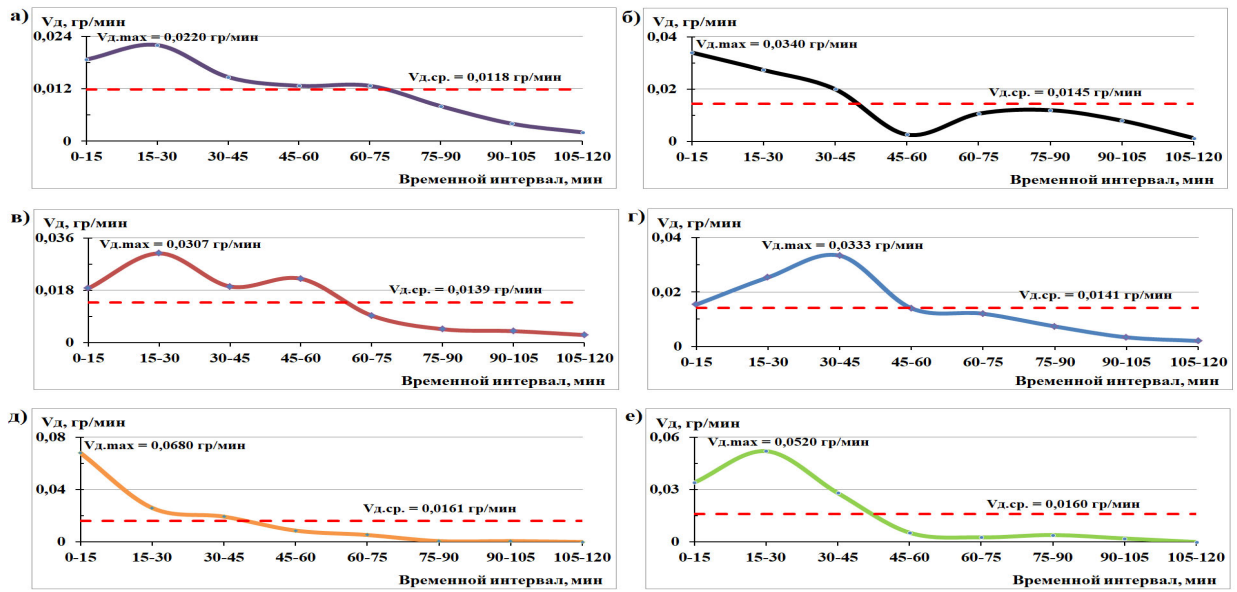 а)
Vд, гр/мин
Vд.max = 0,0220 гр/мин
0,024
Vд.ср. = 0,0118 гр/мин
0,012
0
0-15 15-30 30-45 45-60 60-75 75-90 90-105 105-120
Временной интервал, мин
б)
Vд, гр/мин
0,04
Vд.max = 0,0340 гр/мин
Vд.ср. = 0,0145 гр/мин
0,02
0
0-15 15-30 30-45 45-60 60-75 75-90 90-105 105-120
Временной интервал, мин
в)
Vд, гр/мин
0,036
Vд.max = 0,0307 гр/мин
0,018
Vд.ср. = 0,0139 гр/мин
0
0-15 15-30 30-45 45-60 60-75 75-90 90-105 105-120
Временной интервал, мин
г)
Vд, гр/мин
0,04
Vд.max = 0,0333 гр/мин
0,02
Vд.ср. = 0,0141 гр/мин
0
0-15 15-30 30-45 45-60 60-75 75-90 90-105 105-120
Временной интервал, мин
д)
Vд, гр/мин
0,08
Vд.max = 0,0680 гр/мин
0,04
Vд.ср. = 0,0161 гр/мин
0
0-15 15-30 30-45 45-60 60-75 75-90 90-105 105-120
Временной интервал, мин
е)
Vд, гр/мин
0,06
Vд.max = 0,0520 гр/мин
0,03
Vд.ср. = 0,0160 гр/мин
0
0-15 15-30 30-45 45-60 60-75 75-90 90-105 105-120
Временной интервал, мин